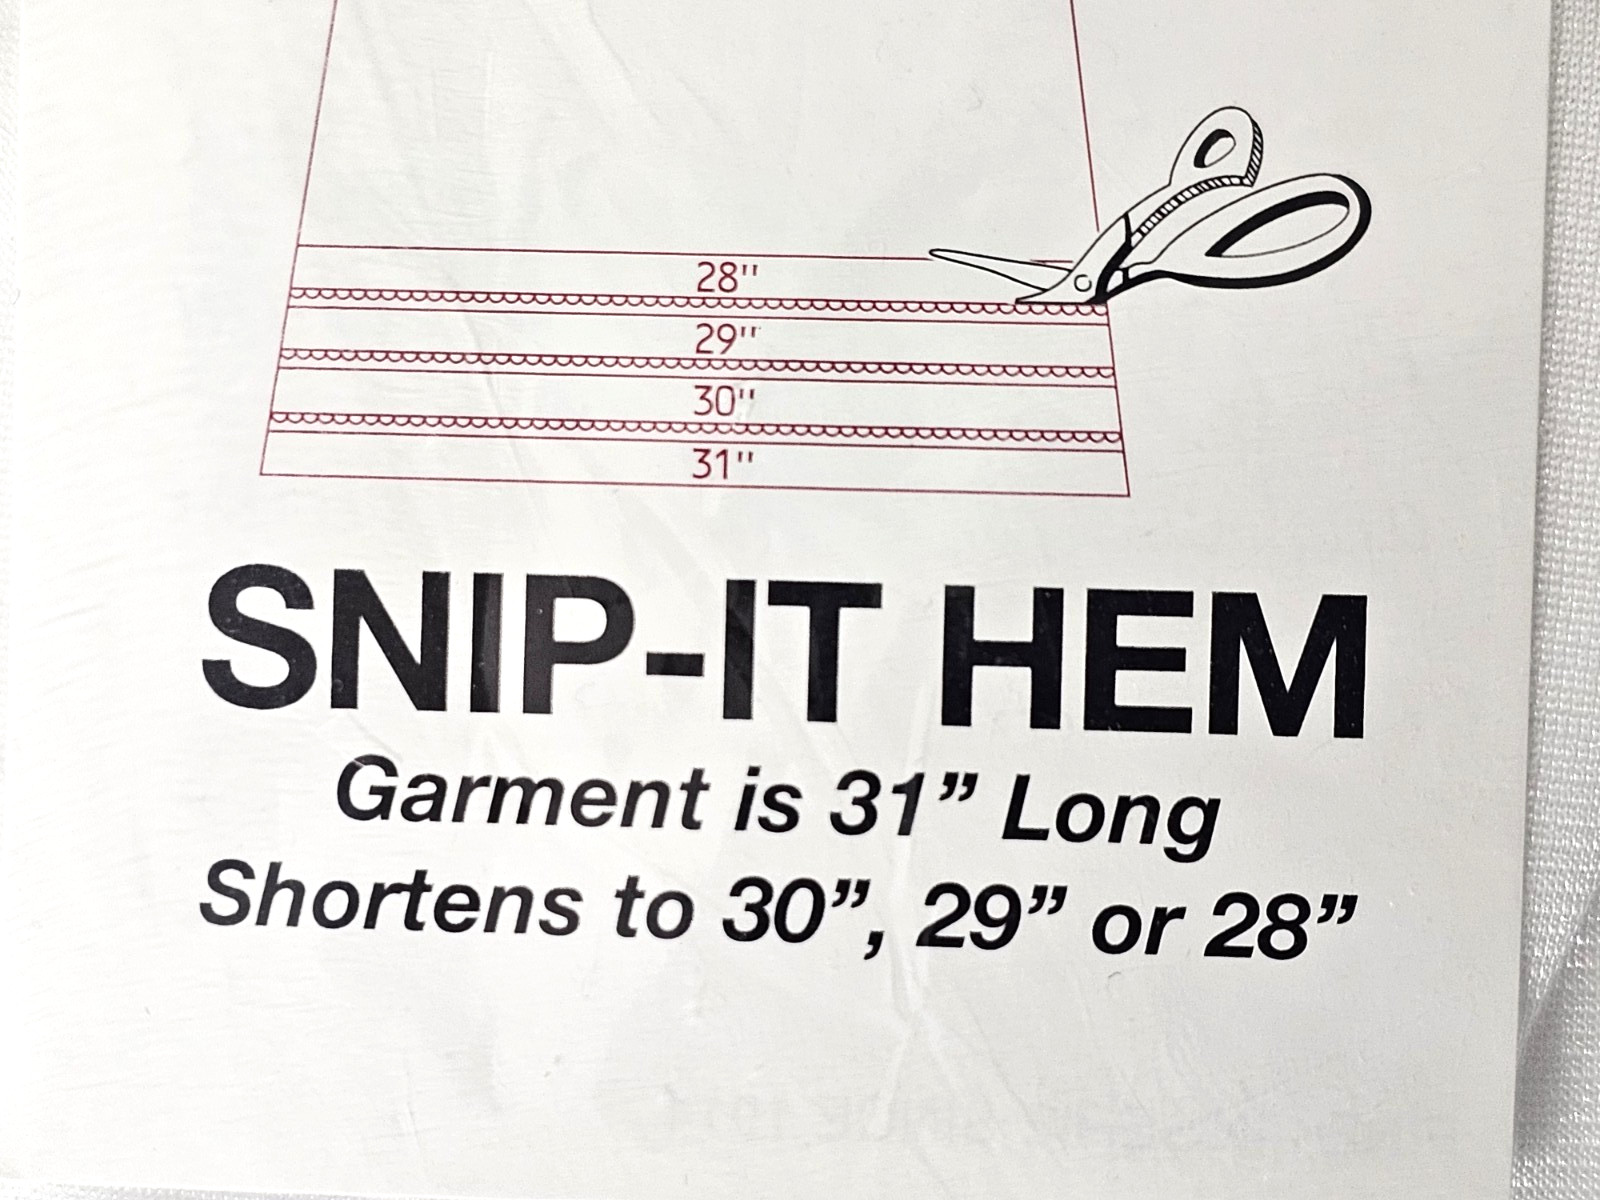 28"
29"
30"
31"
SNIP-IT HEM
Garment is 31” Long
Shortens to 30”, 29” or 28”